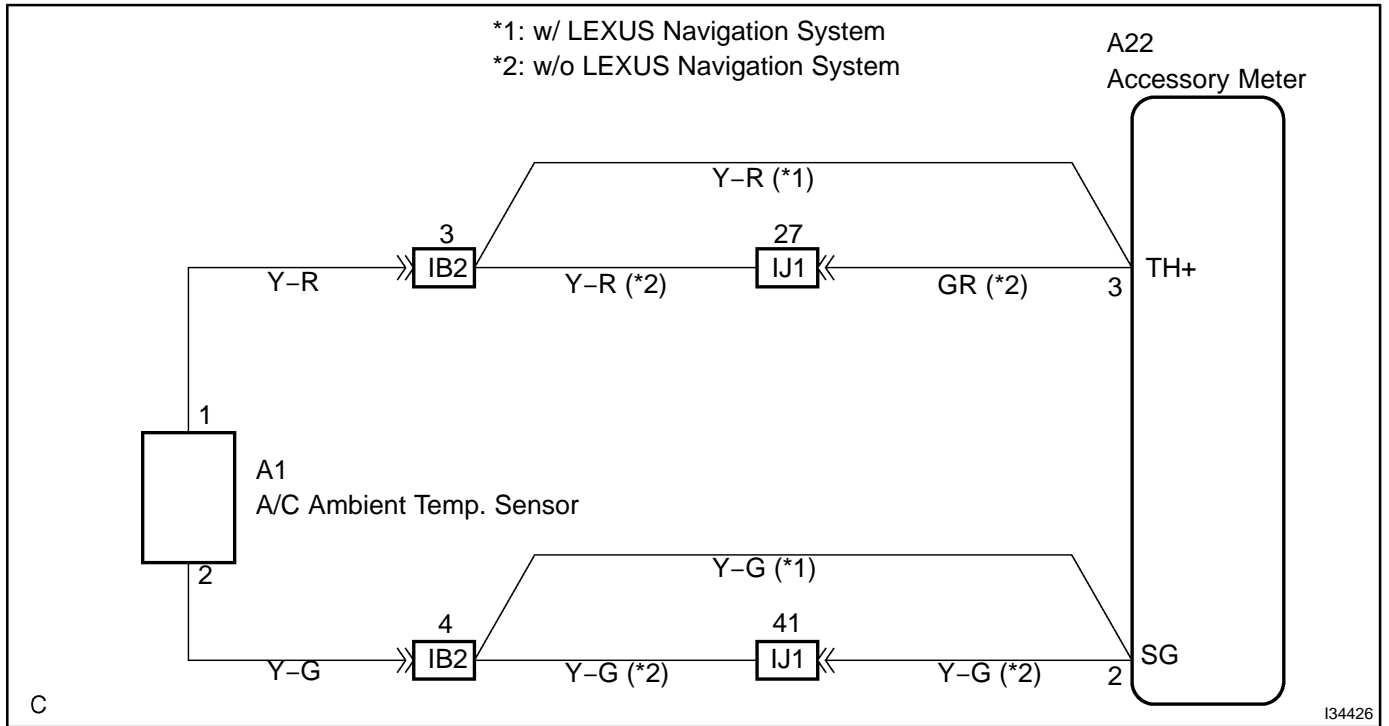 *1: w/ LEXUS Navigation System
*2: w/o LEXUS Navigation System
A22
Accessory Meter
Y–R (*1)
3
27
IB2
IJ1
TH+
Y–R
Y–R (*2)
GR (*2)
3
1
A1
A/C Ambient Temp. Sensor
2
Y–G (*1)
4
41
IB2
IJ1
SG
Y–G
Y–G (*2)
Y–G (*2)
2
C
I34426